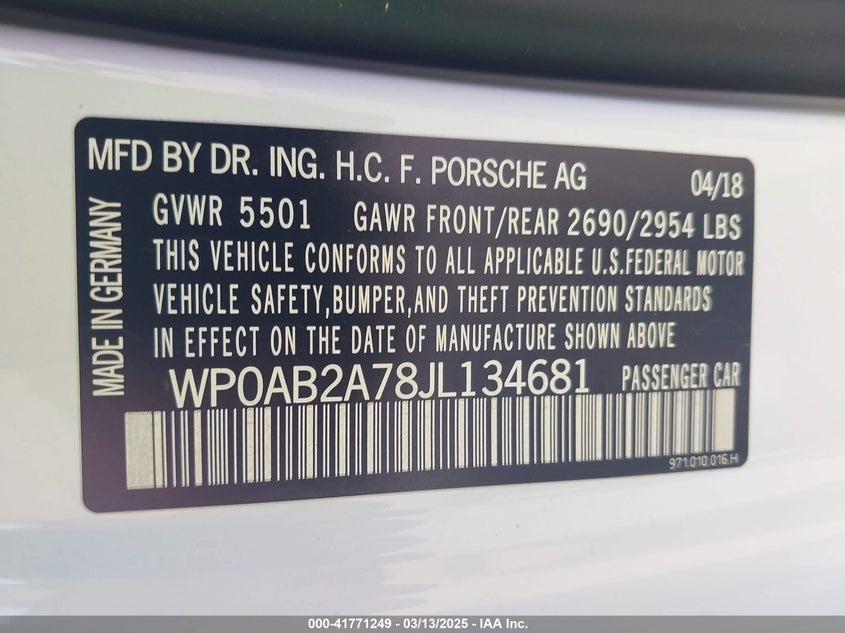 MFD BY DR. ING. H.C. F. PORSCHE AG 04/18
GVWR 5501 GAWR FRONT/REAR 2690/2954 LBS
THIS VEHICLE CONFORMS TO ALL APPLICABLE U.S.FEDERAL MOTOR
VEHICLE SAFETY,BUMPER,AND THEFT PREVENTION STANDARDS
IN EFFECT ON THE DATE OF MANUFACTURE SHOWN ABOVE
WP0AB2A78JL134681 PASSENGER CAR
MADE IN GERMANY
971.010.016.H
000-41771249 - 03/13/2025 - IAA Inc.